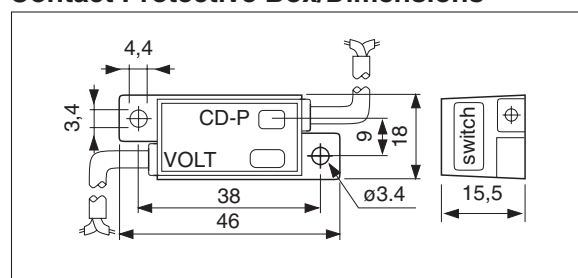 Contact Protective Box/Dimensions
4,4
3,4
CD-P
VOLT
9
18
switch
38
ø3.4
46
15,5